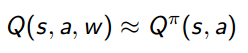 Q(s, a, w) ≈ Q^π(s, a)